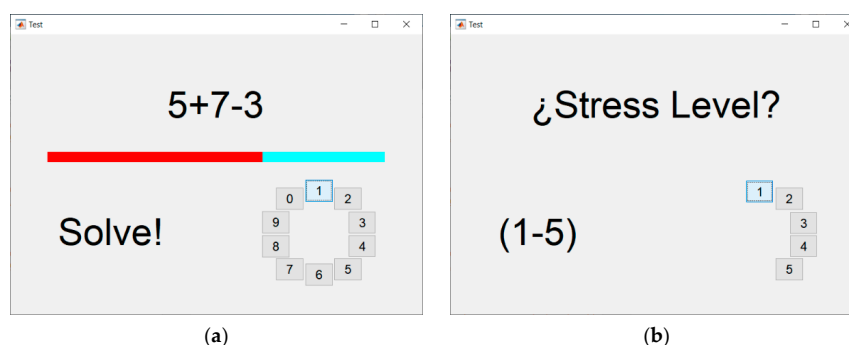 Test
5+7-3
Solve!
0 1 2
9 3
8 4
7 6 5
(a)
Test
¿Stress Level?
(1-5)
1 2
3
4
5
(b)